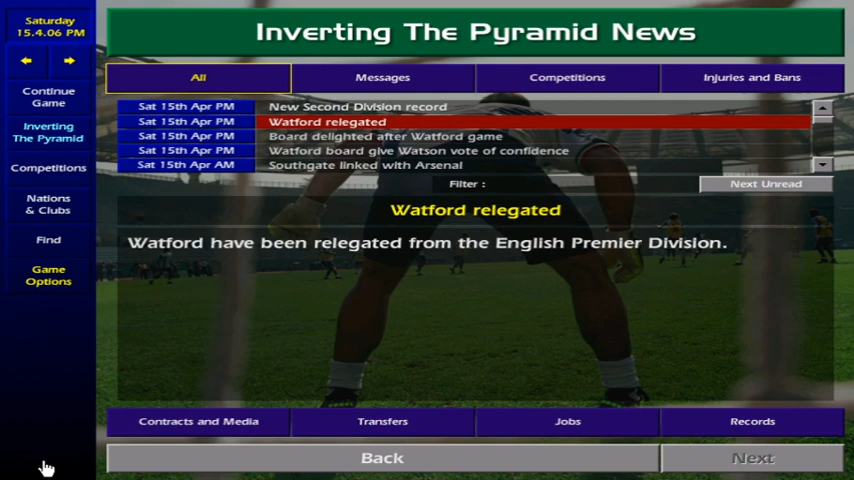 Saturday
15.4.06 PM
Continue
Game
Inverting
The Pyramid
Competitions
Nations
& Clubs
Find
Game
Options
Inverting The Pyramid News
All Messages Competitions Injuries and Bans
Sat 15th Apr PM New Second Division record
Sat 15th Apr PM Watford relegated
Sat 15th Apr PM Board delighted after Watford game
Sat 15th Apr PM Watford board give Watson vote of confidence
Sat 15th Apr AM Southgate linked with Arsenal
Filter : Next Unread
Watford relegated
Watford have been relegated from the English Premier Division.
Contracts and Media Transfers Jobs Records
Back Next